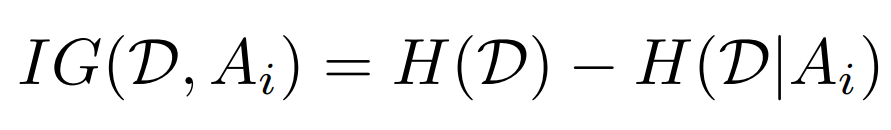 IG(𝒟, A_i) = H(𝒟) − H(𝒟|A_i)